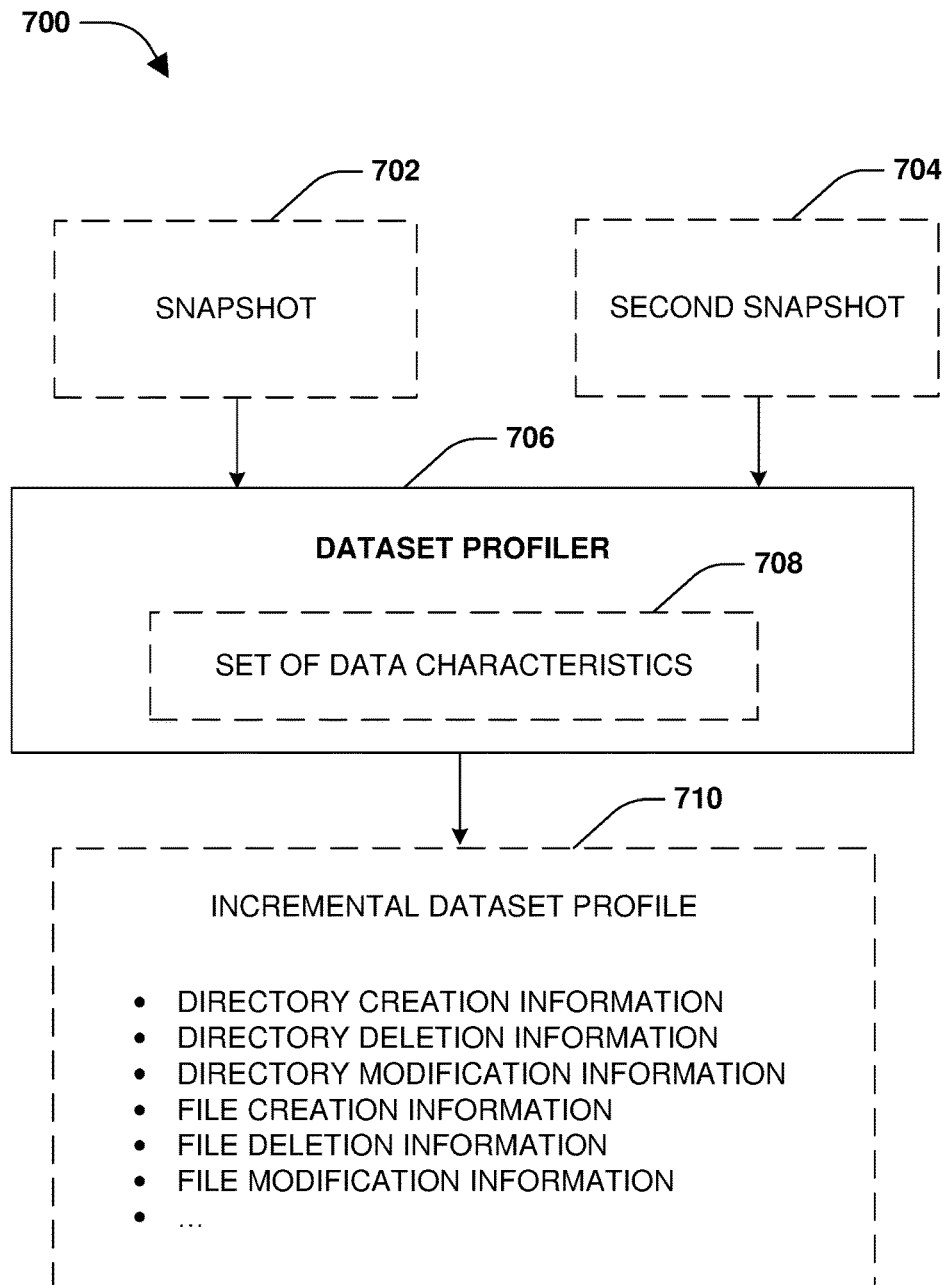 700
702
704
SNAPSHOT
SECOND SNAPSHOT
706
DATASET PROFILER
708
SET OF DATA CHARACTERISTICS
710
INCREMENTAL DATASET PROFILE
• DIRECTORY CREATION INFORMATION
• DIRECTORY DELETION INFORMATION
• DIRECTORY MODIFICATION INFORMATION
• FILE CREATION INFORMATION
• FILE DELETION INFORMATION
• FILE MODIFICATION INFORMATION
• ...